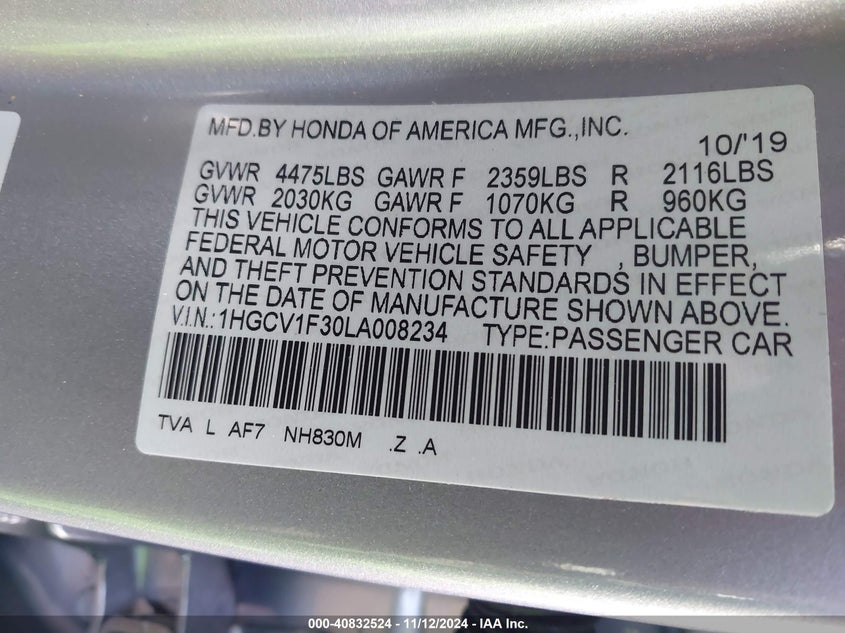 MFD.BY HONDA OF AMERICA MFG.,INC.
10/'19
GVWR 4475LBS GAWR F 2359LBS R 2116LBS
GVWR 2030KG GAWR F 1070KG R 960KG
THIS VEHICLE CONFORMS TO ALL APPLICABLE
FEDERAL MOTOR VEHICLE SAFETY , BUMPER,
AND THEFT PREVENTION STANDARDS IN EFFECT
ON THE DATE OF MANUFACTURE SHOWN ABOVE.
V.I.N.:1HGCV1F30LA008234 TYPE:PASSENGER CAR
TVA L AF7 NH830M .Z .A
000-40832524 - 11/12/2024 - IAA Inc.